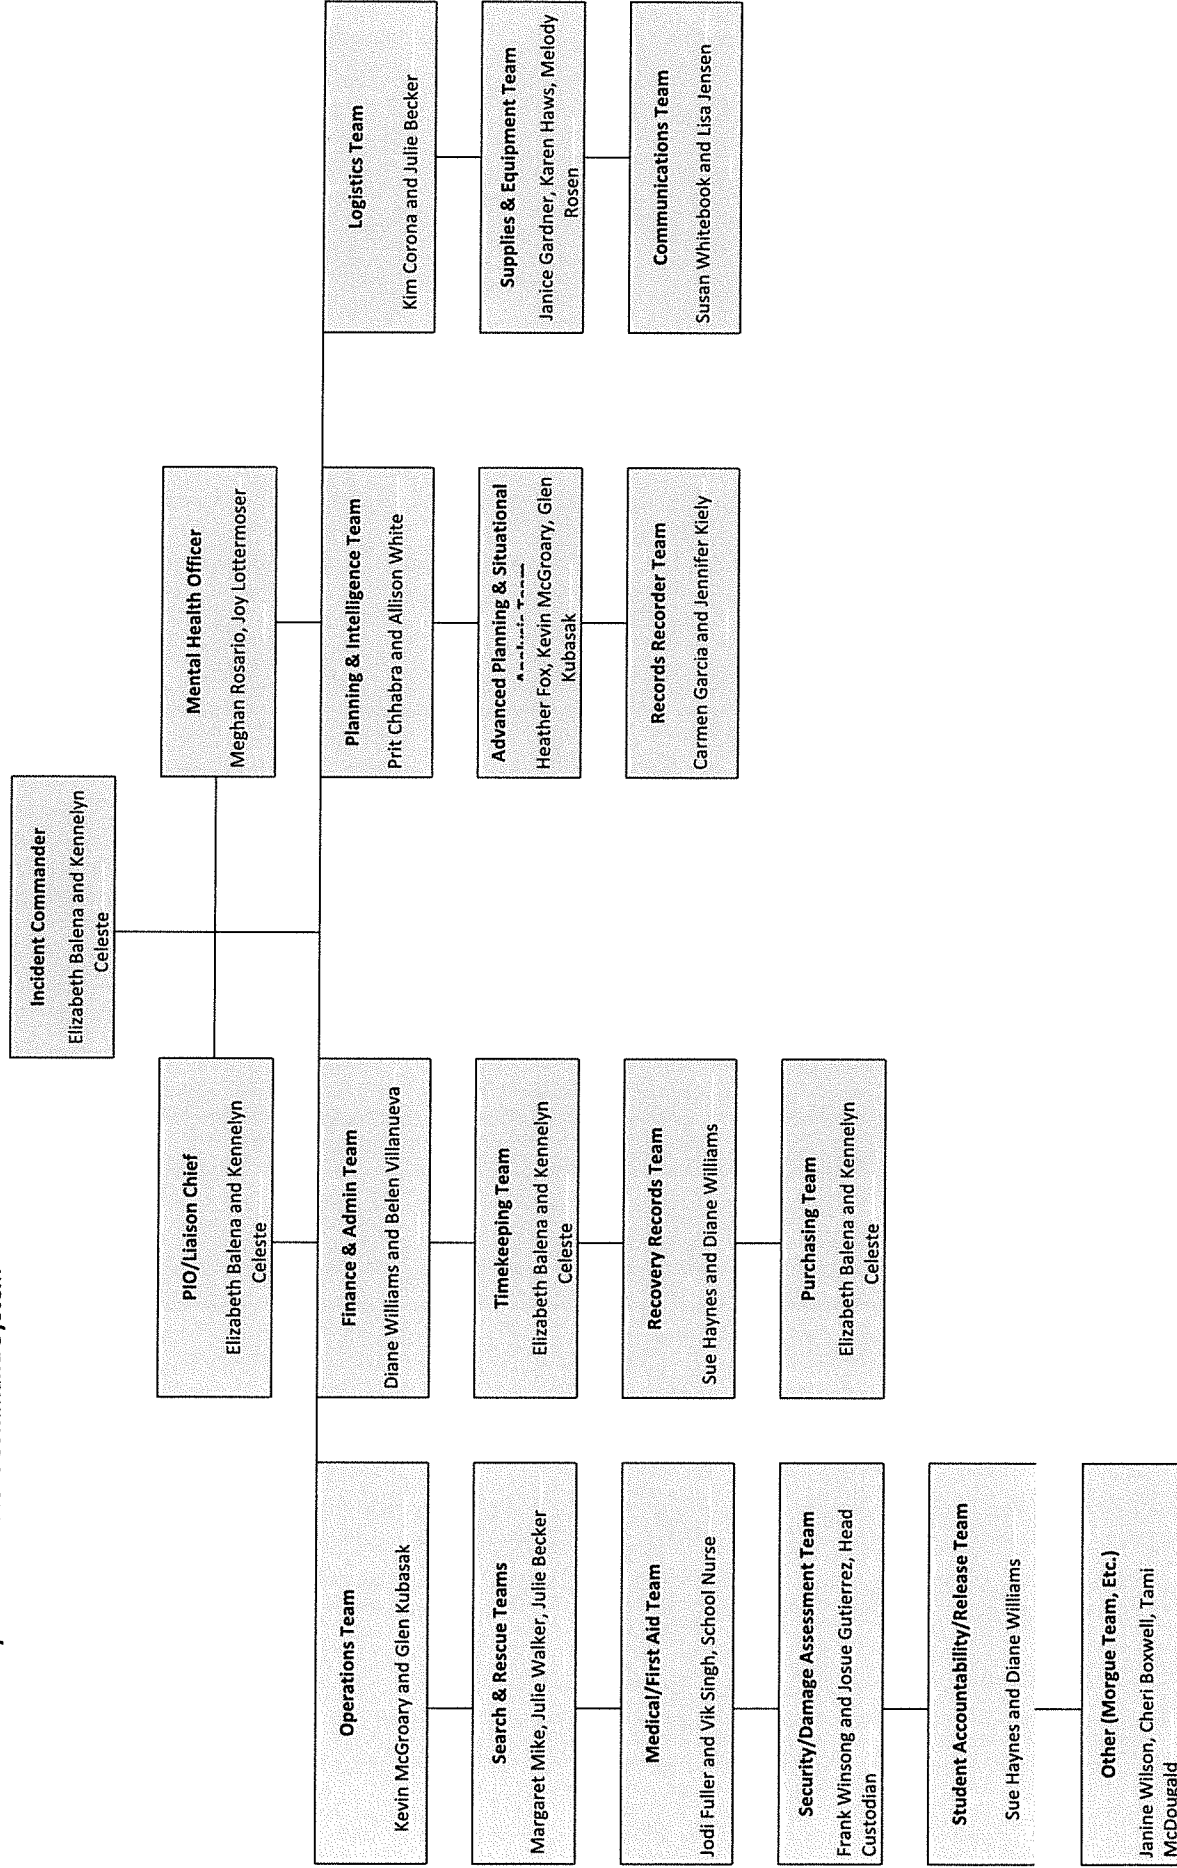 Incident Commander
Elizabeth Balena and Kennelyn
Celeste
PIO/Liaison Chief
Elizabeth Balena and Kennelyn
Celeste
Mental Health Officer
Meghan Rosario, Joy Lottermoser
Operations Team
Kevin McGroary and Glen Kubasak
Search & Rescue Teams
Margaret Mike, Julie Walker, Julie Becker
Medical/First Aid Team
Jodi Fuller and Vik Singh, School Nurse
Security/Damage Assessment Team
Frank Winsong and Josue Gutierrez, Head
Custodian
Student Accountability/Release Team
Sue Haynes and Diane Williams
Other (Morgue Team, Etc.)
Janine Wilson, Cheri Boxwell, Tami
McDougald
Finance & Admin Team
Diane Williams and Belen Villanueva
Timekeeping Team
Elizabeth Balena and Kennelyn
Celeste
Recovery Records Team
Sue Haynes and Diane Williams
Purchasing Team
Elizabeth Balena and Kennelyn
Celeste
Planning & Intelligence Team
Prit Chhabra and Allison White
Advanced Planning & Situational
Heather Fox, Kevin McGroary, Glen
Kubasak
Records Recorder Team
Carmen Garcia and Jennifer Kiely
Logistics Team
Kim Corona and Julie Becker
Supplies & Equipment Team
Janice Gardner, Karen Haws, Melody
Rosen
Communications Team
Susan Whitebook and Lisa Jensen